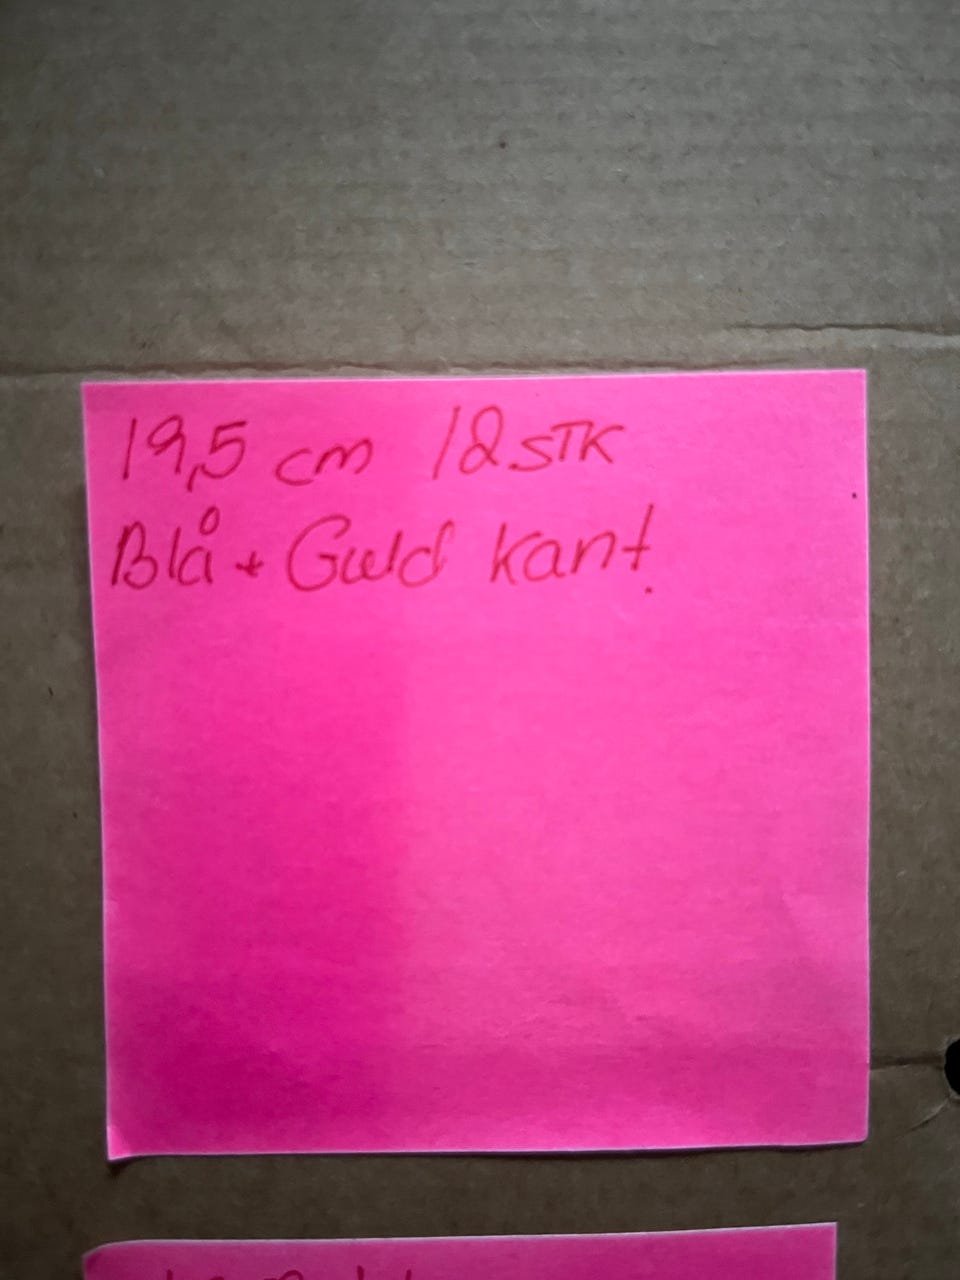 19,5 cm 12 STK
Blå + Guld kant.